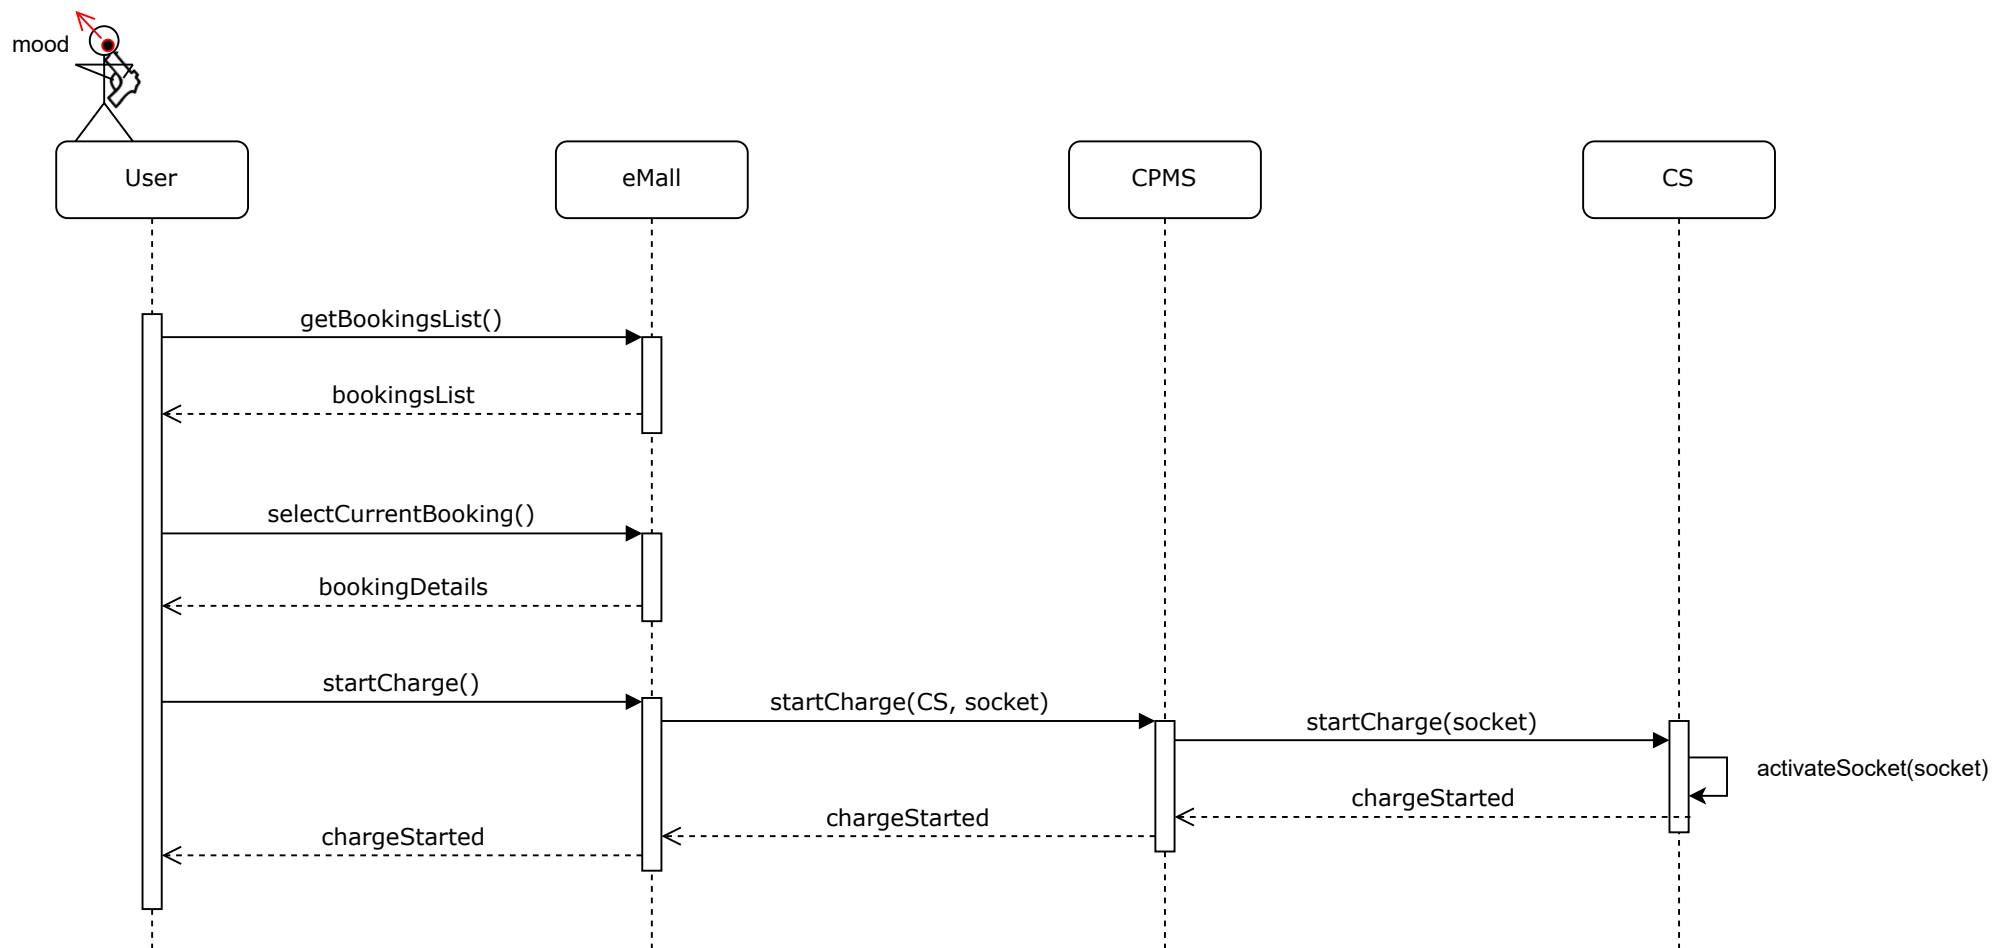 mood
User
eMall
CPMS
CS
getBookingsList()
bookingsList
selectCurrentBooking()
bookingDetails
startCharge()
startCharge(CS, socket)
startCharge(socket)
activateSocket(socket)
chargeStarted
chargeStarted
chargeStarted